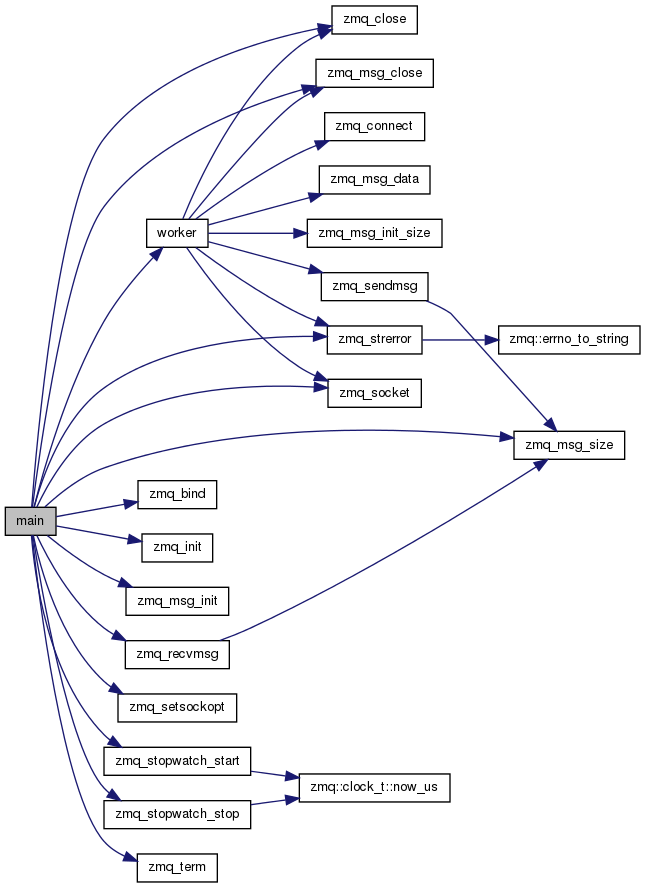 zmq_close
zmq_msg_close
zmq_connect
zmq_msg_data
worker
zmq_msg_init_size
zmq_sendmsg
zmq_strerror
zmq::errno_to_string
zmq_socket
zmq_msg_size
zmq_bind
main
zmq_init
zmq_msg_init
zmq_recvmsg
zmq_setsockopt
zmq_stopwatch_start
zmq::clock_t::now_us
zmq_stopwatch_stop
zmq_term